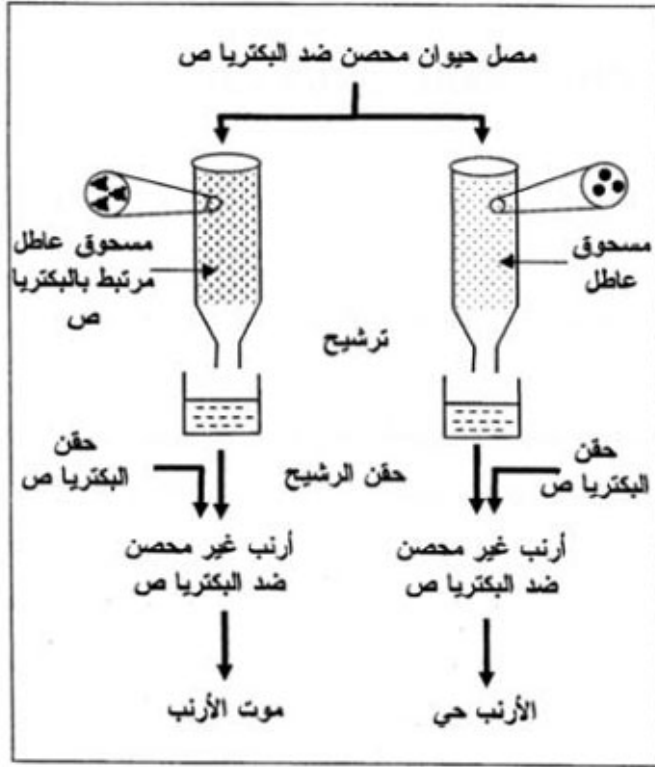 مصل حيوان محصن ضد البكتريا ص
مسحوق
عاطل
مسحوق عاطل
مرتبط بالبكتريا
ص
ترشيح
حقن
البكتريا ص
حقن الرشيح
حقن
البكتريا ص
أرنب غير محصن
ضد البكتريا ص
أرنب غير محصن
ضد البكتريا ص
الأرنب حي
موت الأرنب